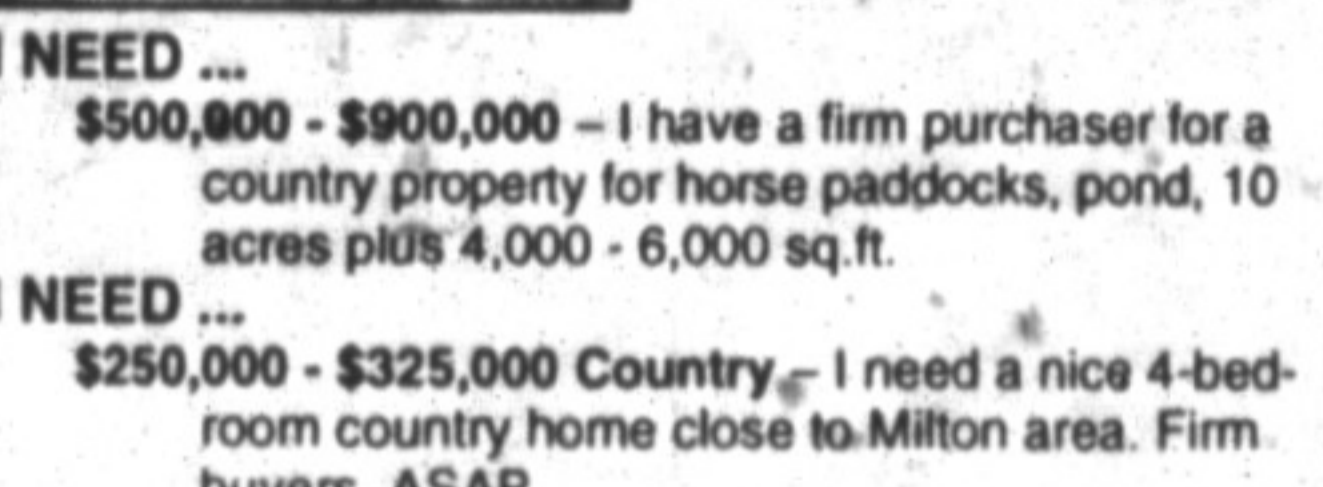 I NEED ...
$500,000 - $900,000 – I have a firm purchaser for a
country property for horse paddocks, pond, 10
acres plus 4,000 - 6,000 sq.ft.
I NEED ...
$250,000 - $325,000 Country – I need a nice 4-bed-
room country home close to Milton area. Firm
buyers, ASAP